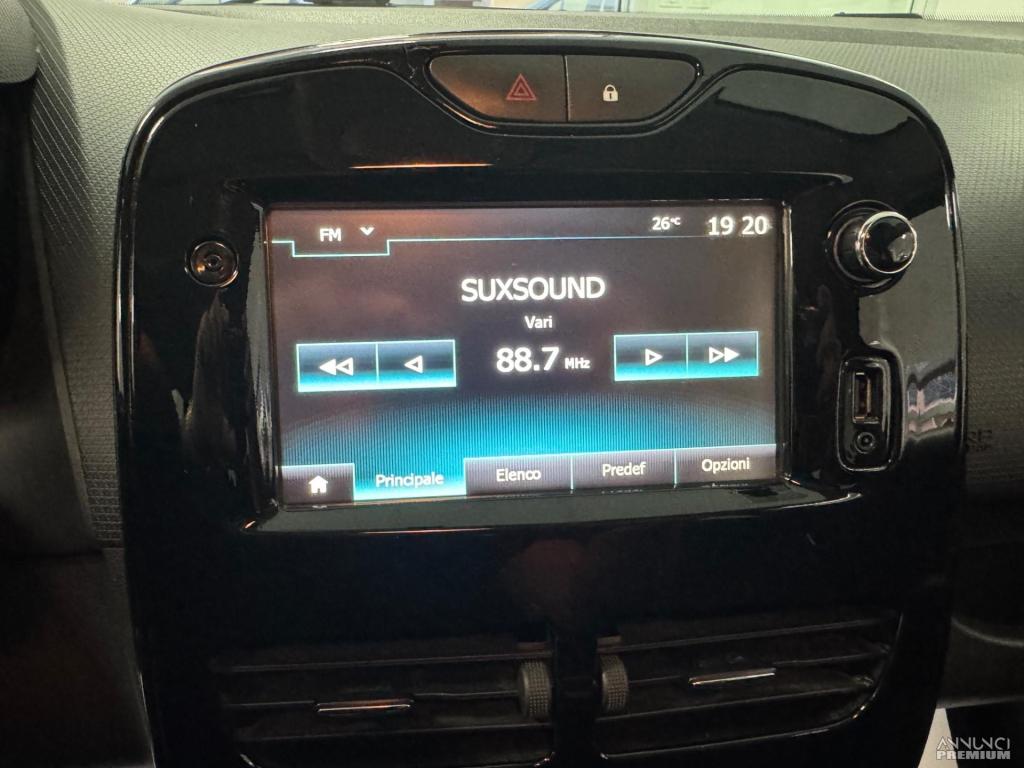 FM
26°C 19 20
SUXSOUND
Vari
88.7 MHz
Principale Elenco Predef Opzioni
ANNUNCI
PREMIUM